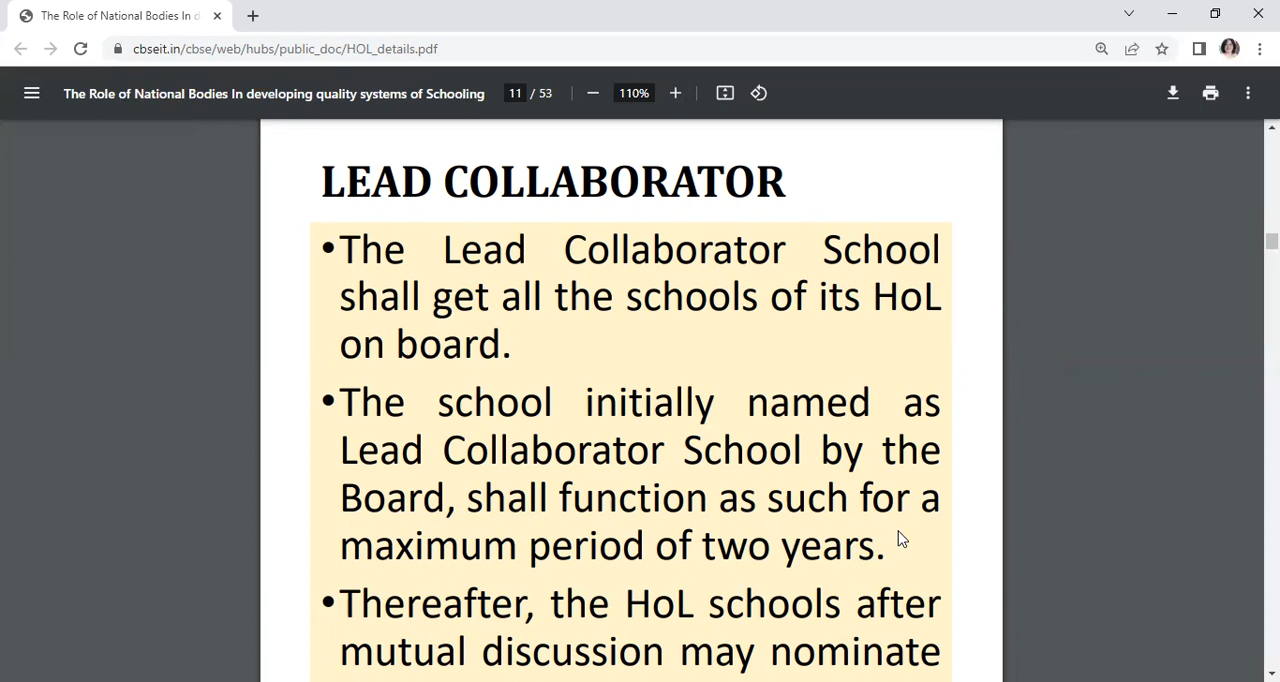 The Role of National Bodies In d
cbseit.in/cbse/web/hubs/public_doc/HOL_details.pdf
The Role of National Bodies In developing quality systems of Schooling 11 / 53 110%
LEAD COLLABORATOR
•The Lead Collaborator School
shall get all the schools of its HoL
on board.
•The school initially named as
Lead Collaborator School by the
Board, shall function as such for a
maximum period of two years.
•Thereafter, the HoL schools after
mutual discussion may nominate